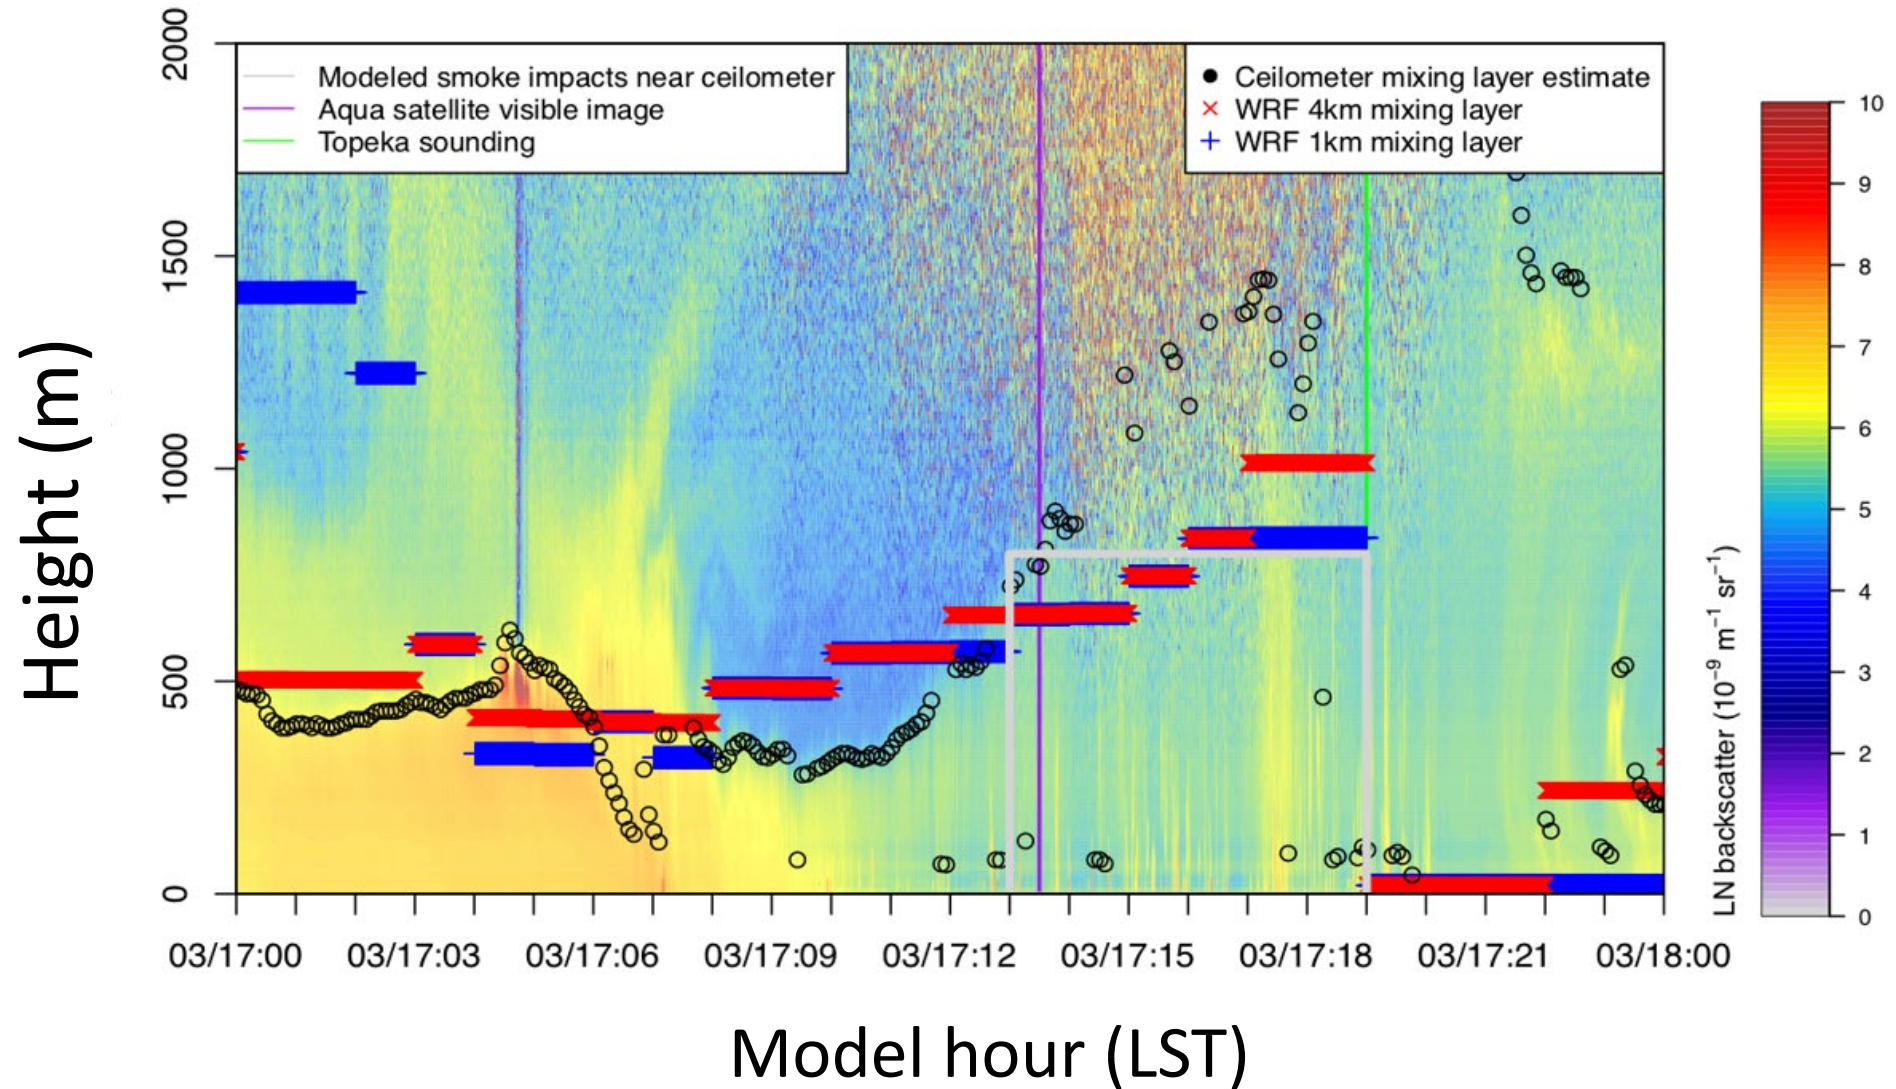 Modeled smoke impacts near ceilometer
Aqua satellite visible image
Topeka sounding
Ceilometer mixing layer estimate
WRF 4km mixing layer
WRF 1km mixing layer
2000
1500
1000
500
0
Height (m)
03/17:00 03/17:03 03/17:06 03/17:09 03/17:12 03/17:15 03/17:18 03/17:21 03/18:00
Model hour (LST)
10
9
8
7
6
5
4
3
2
1
0
LN backscatter (10⁻⁹ m⁻¹ sr⁻¹)